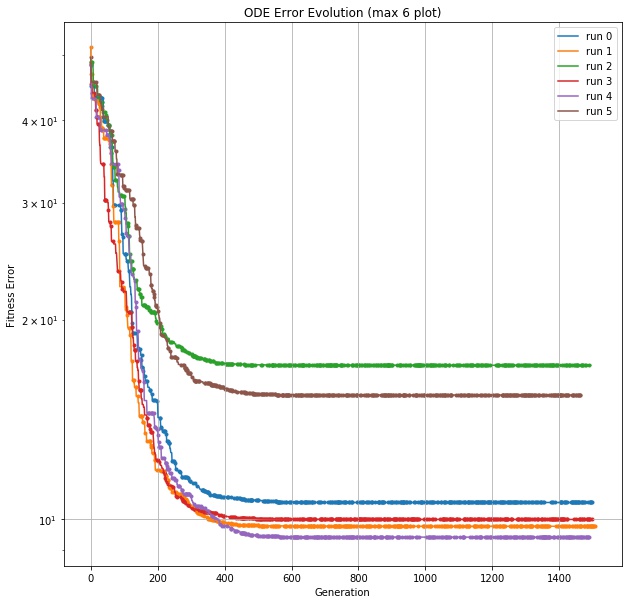 ODE Error Evolution (max 6 plot)
run 0
run 1
run 2
run 3
run 4
run 5
4 × 10¹
3 × 10¹
2 × 10¹
10¹
Fitness Error
0 200 400 600 800 1000 1200 1400
Generation